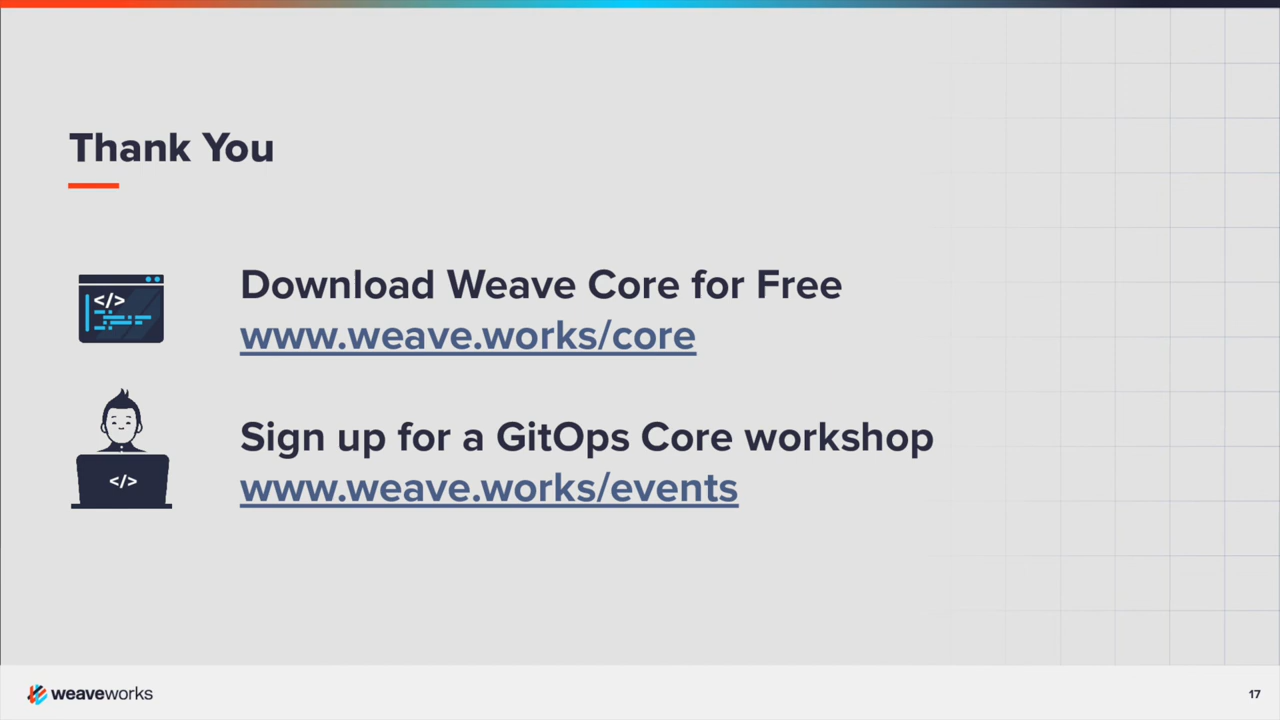 Thank You
</>
Download Weave Core for Free
www.weave.works/core
</>
Sign up for a GitOps Core workshop
www.weave.works/events
weaveworks
17